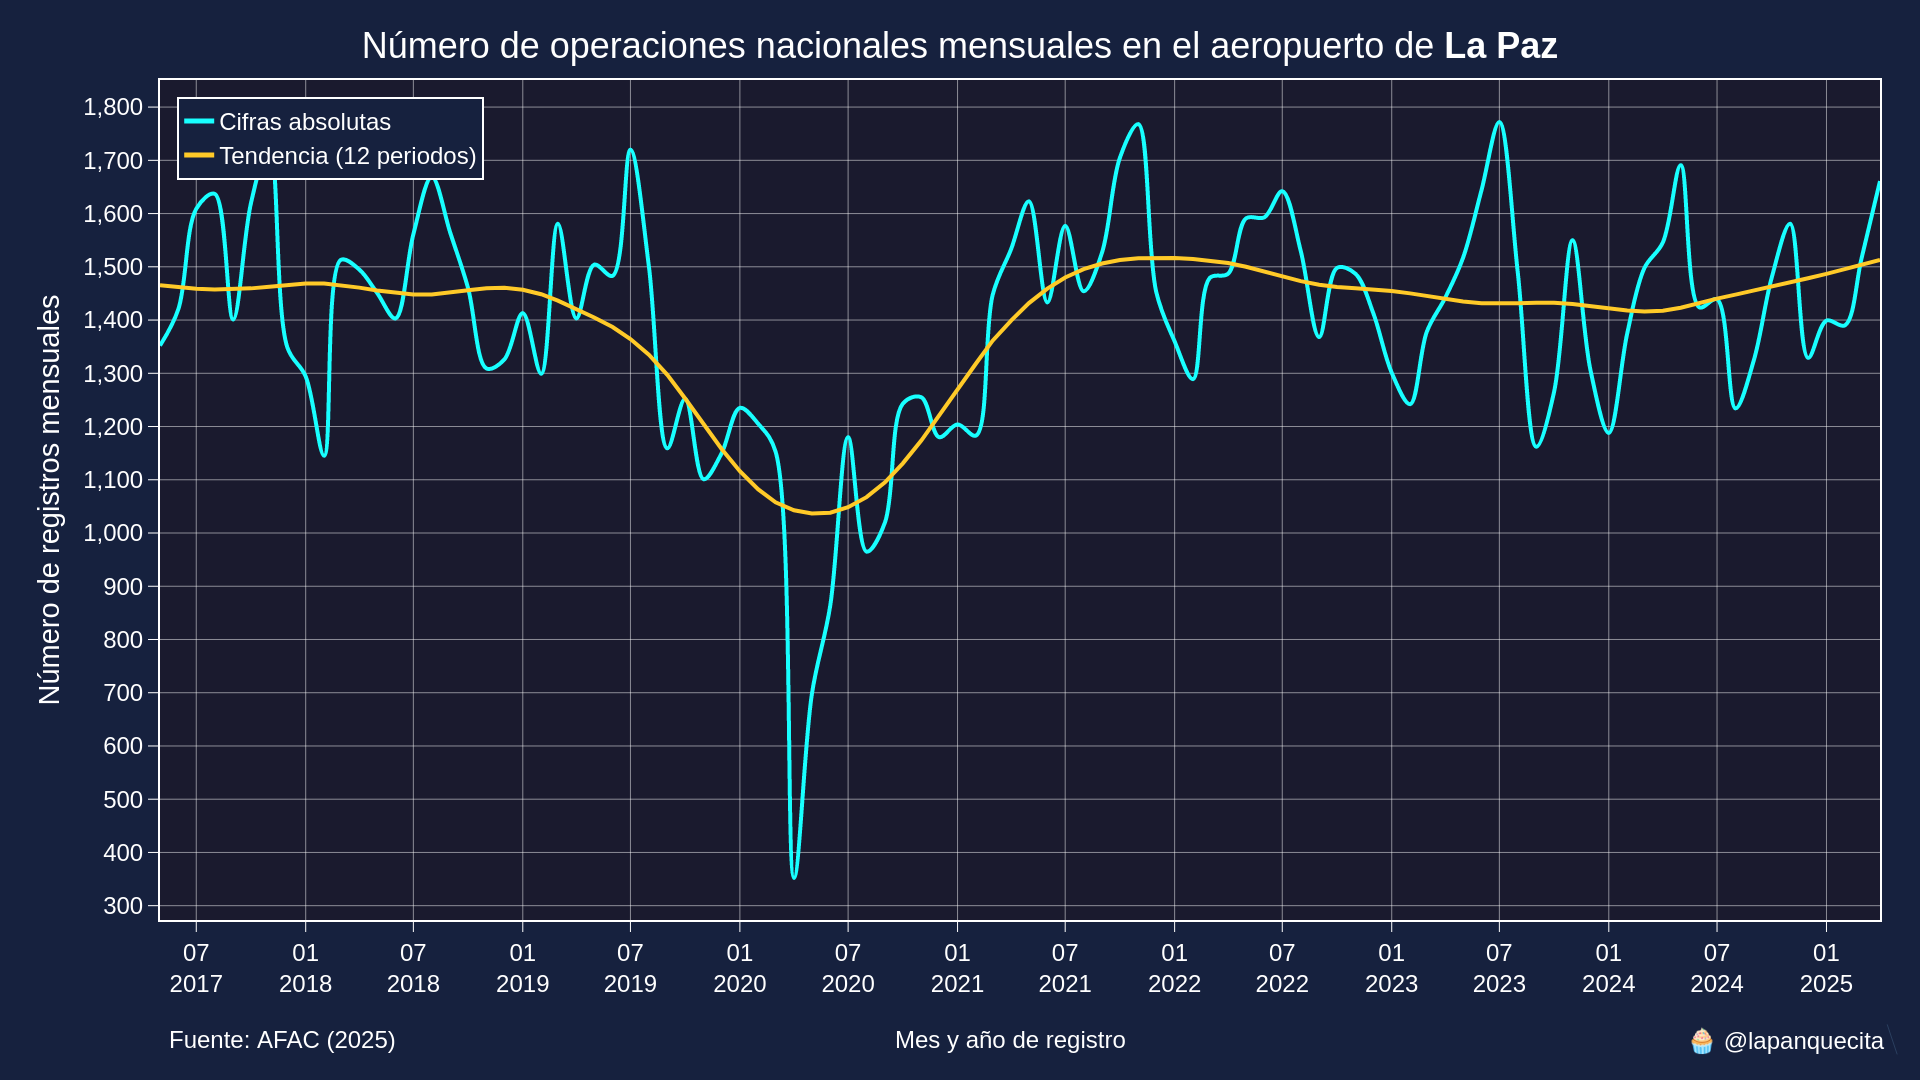 Número de operaciones nacionales mensuales en el aeropuerto de La Paz
Cifras absolutas
Tendencia (12 periodos)
Número de registros mensuales
1,800
1,700
1,600
1,500
1,400
1,300
1,200
1,100
1,000
900
800
700
600
500
400
300
07 01 07 01 07 01 07 01 07 01 07 01 07 01 07 01
2017 2018 2018 2019 2019 2020 2020 2021 2021 2022 2022 2023 2023 2024 2024 2025
Fuente: AFAC (2025)
Mes y año de registro
🧁 @lapanquecita